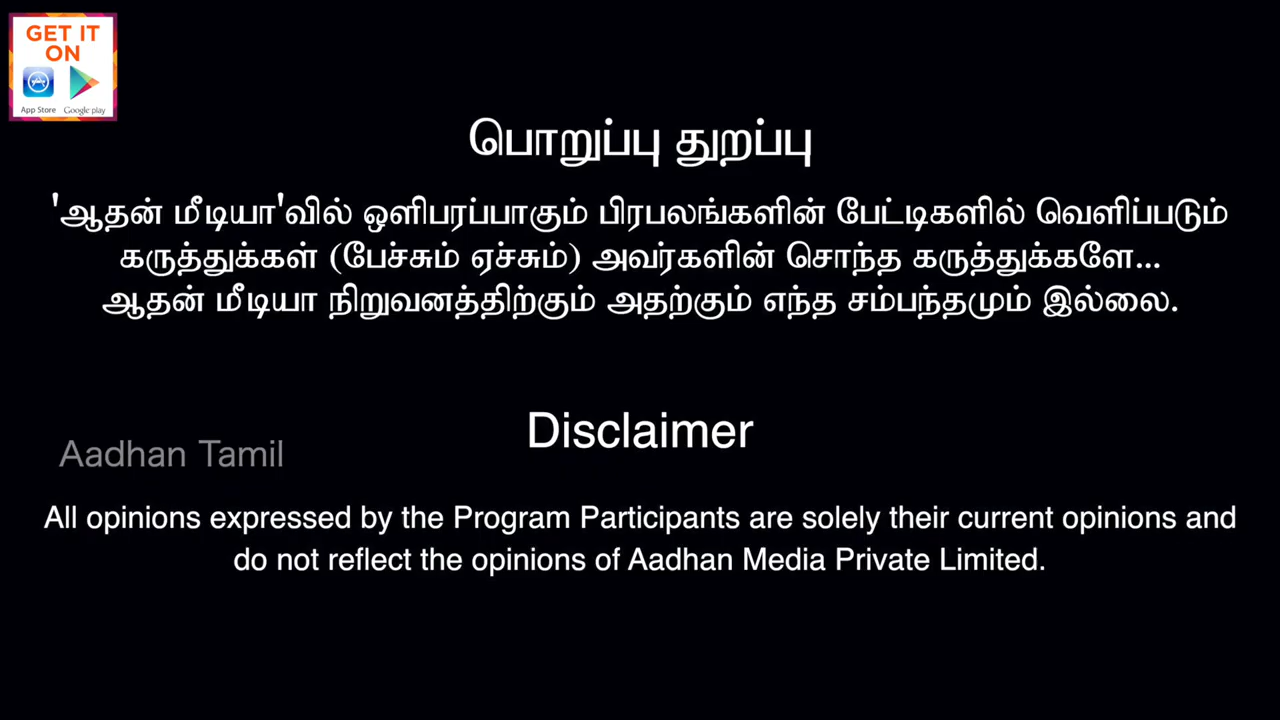 GET IT
ON
App Store Google play
பொறுப்பு துறப்பு
'ஆதன் மீடியா'வில் ஒளிபரப்பாகும் பிரபலங்களின் பேட்டிகளில் வெளிப்படும்
கருத்துக்கள் (பேச்சும் ஏச்சும்) அவர்களின் சொந்த கருத்துக்களே...
ஆதன் மீடியா நிறுவனத்திற்கும் அதற்கும் எந்த சம்பந்தமும் இல்லை.
Disclaimer
Aadhan Tamil
All opinions expressed by the Program Participants are solely their current opinions and
do not reflect the opinions of Aadhan Media Private Limited.